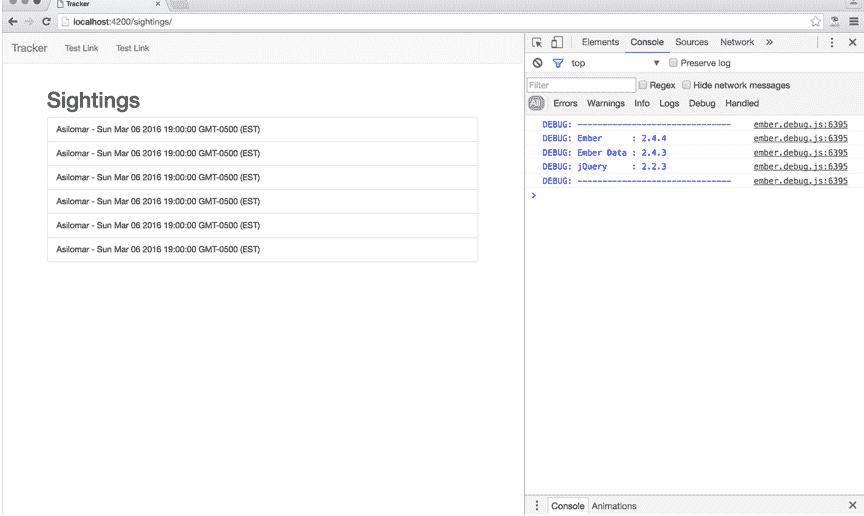 Tracker
localhost:4200/sightings/
Tracker Test Link Test Link
Sightings
Asilomar - Sun Mar 06 2016 19:00:00 GMT-0500 (EST)
Asilomar - Sun Mar 06 2016 19:00:00 GMT-0500 (EST)
Asilomar - Sun Mar 06 2016 19:00:00 GMT-0500 (EST)
Asilomar - Sun Mar 06 2016 19:00:00 GMT-0500 (EST)
Asilomar - Sun Mar 06 2016 19:00:00 GMT-0500 (EST)
Asilomar - Sun Mar 06 2016 19:00:00 GMT-0500 (EST)
Elements Console Sources Network »
top Preserve log
Filter Regex Hide network messages
All Errors Warnings Info Logs Debug Handled
DEBUG: ------------------------------- ember.debug.js:6395
DEBUG: Ember : 2.4.4 ember.debug.js:6395
DEBUG: Ember Data : 2.4.3 ember.debug.js:6395
DEBUG: jQuery : 2.2.3 ember.debug.js:6395
DEBUG: ------------------------------- ember.debug.js:6395
>
Console Animations